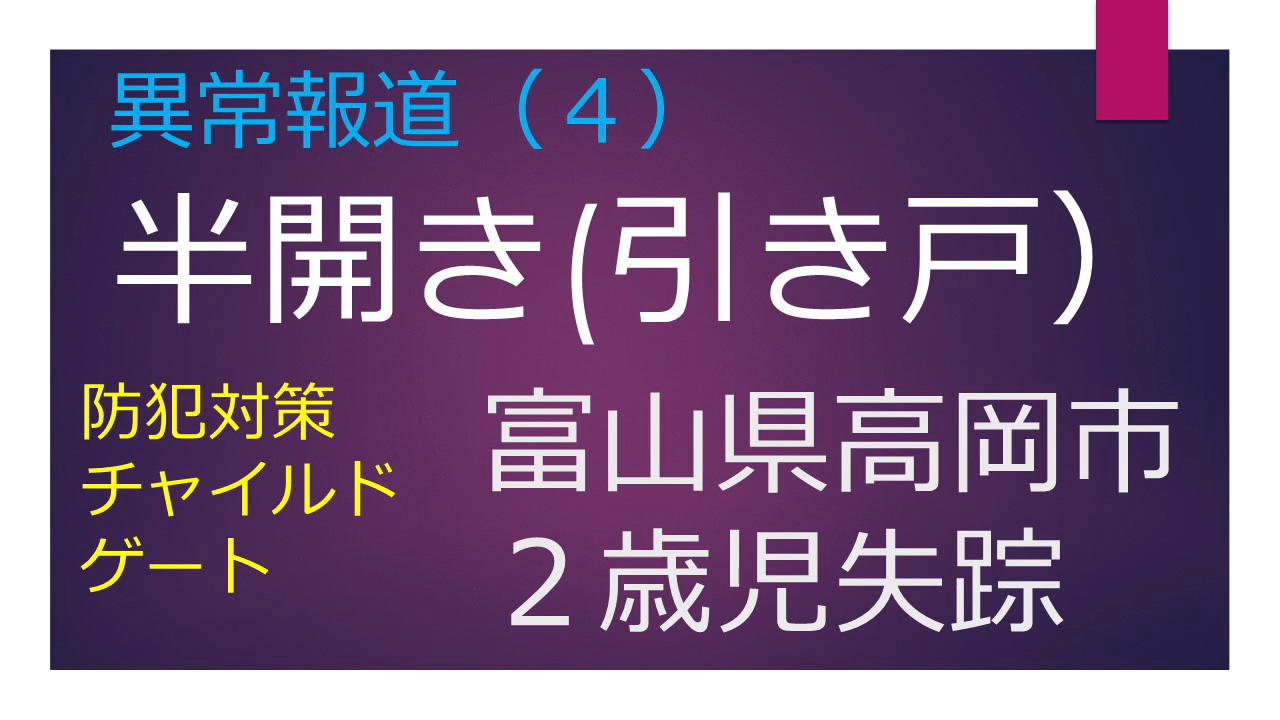 異常報道（４）
半開き(引き戸）
防犯対策
チャイルド
ゲート
富山県高岡市
２歳児失踪